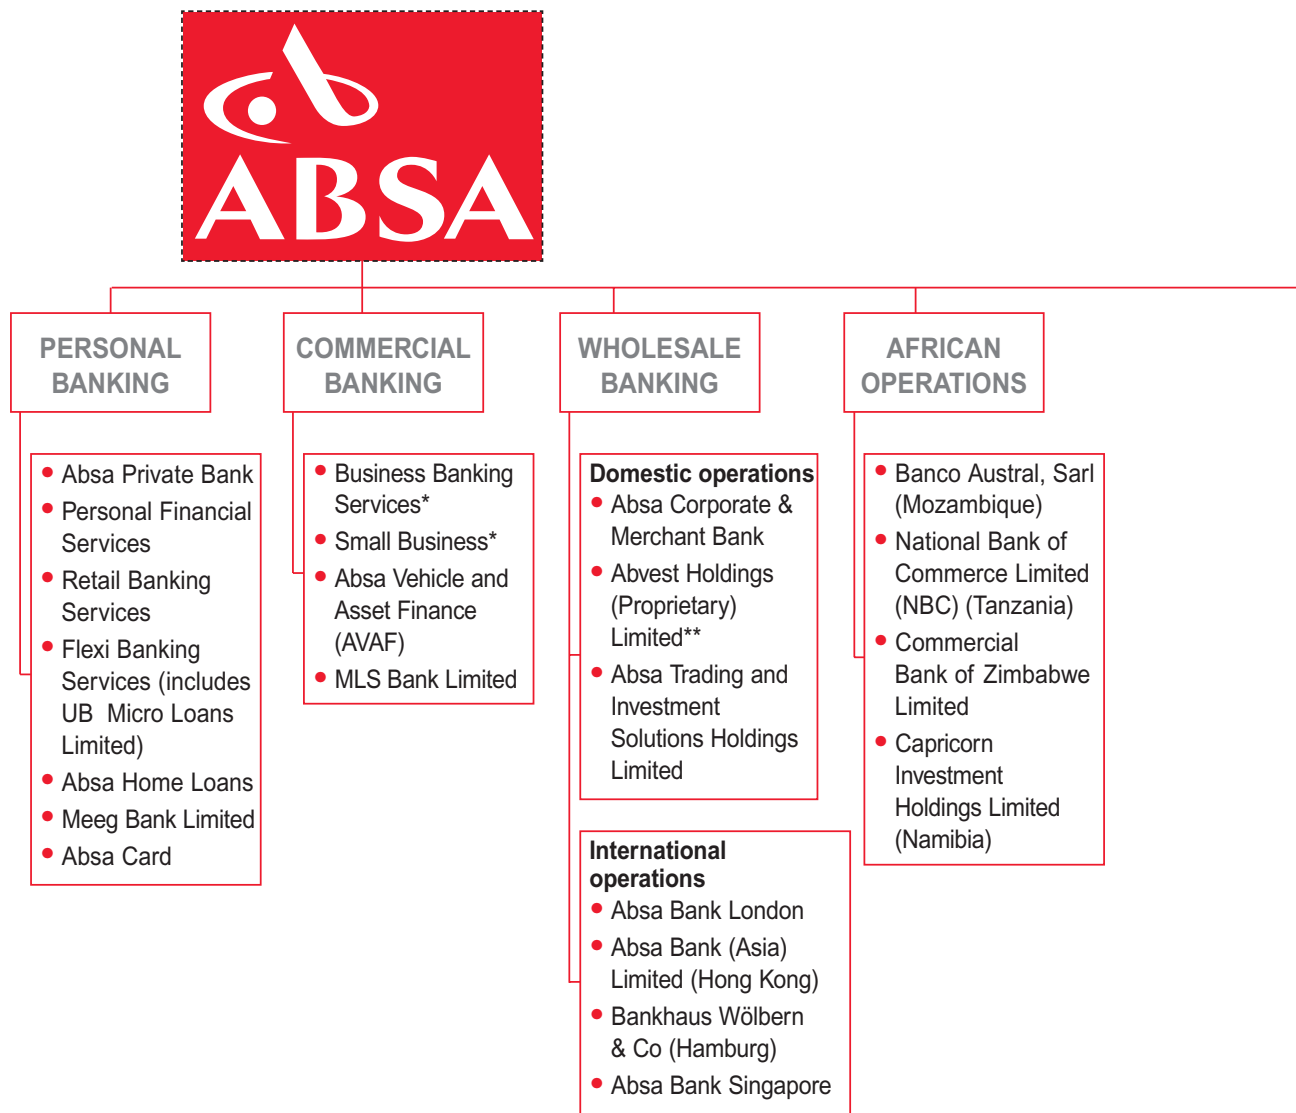 ABSA
PERSONAL
BANKING
• Absa Private Bank
• Personal Financial
Services
• Retail Banking
Services
• Flexi Banking
Services (includes
UB Micro Loans
Limited)
• Absa Home Loans
• Meeg Bank Limited
• Absa Card
COMMERCIAL
BANKING
• Business Banking
Services*
• Small Business*
• Absa Vehicle and
Asset Finance
(AVAF)
• MLS Bank Limited
WHOLESALE
BANKING
Domestic operations
• Absa Corporate &
Merchant Bank
• Abvest Holdings
(Proprietary)
Limited**
• Absa Trading and
Investment
Solutions Holdings
Limited
International
operations
• Absa Bank London
• Absa Bank (Asia)
Limited (Hong Kong)
• Bankhaus Wölbern
& Co (Hamburg)
• Absa Bank Singapore
AFRICAN
OPERATIONS
• Banco Austral, Sarl
(Mozambique)
• National Bank of
Commerce Limited
(NBC) (Tanzania)
• Commercial
Bank of Zimbabwe
Limited
• Capricorn
Investment
Holdings Limited
(Namibia)